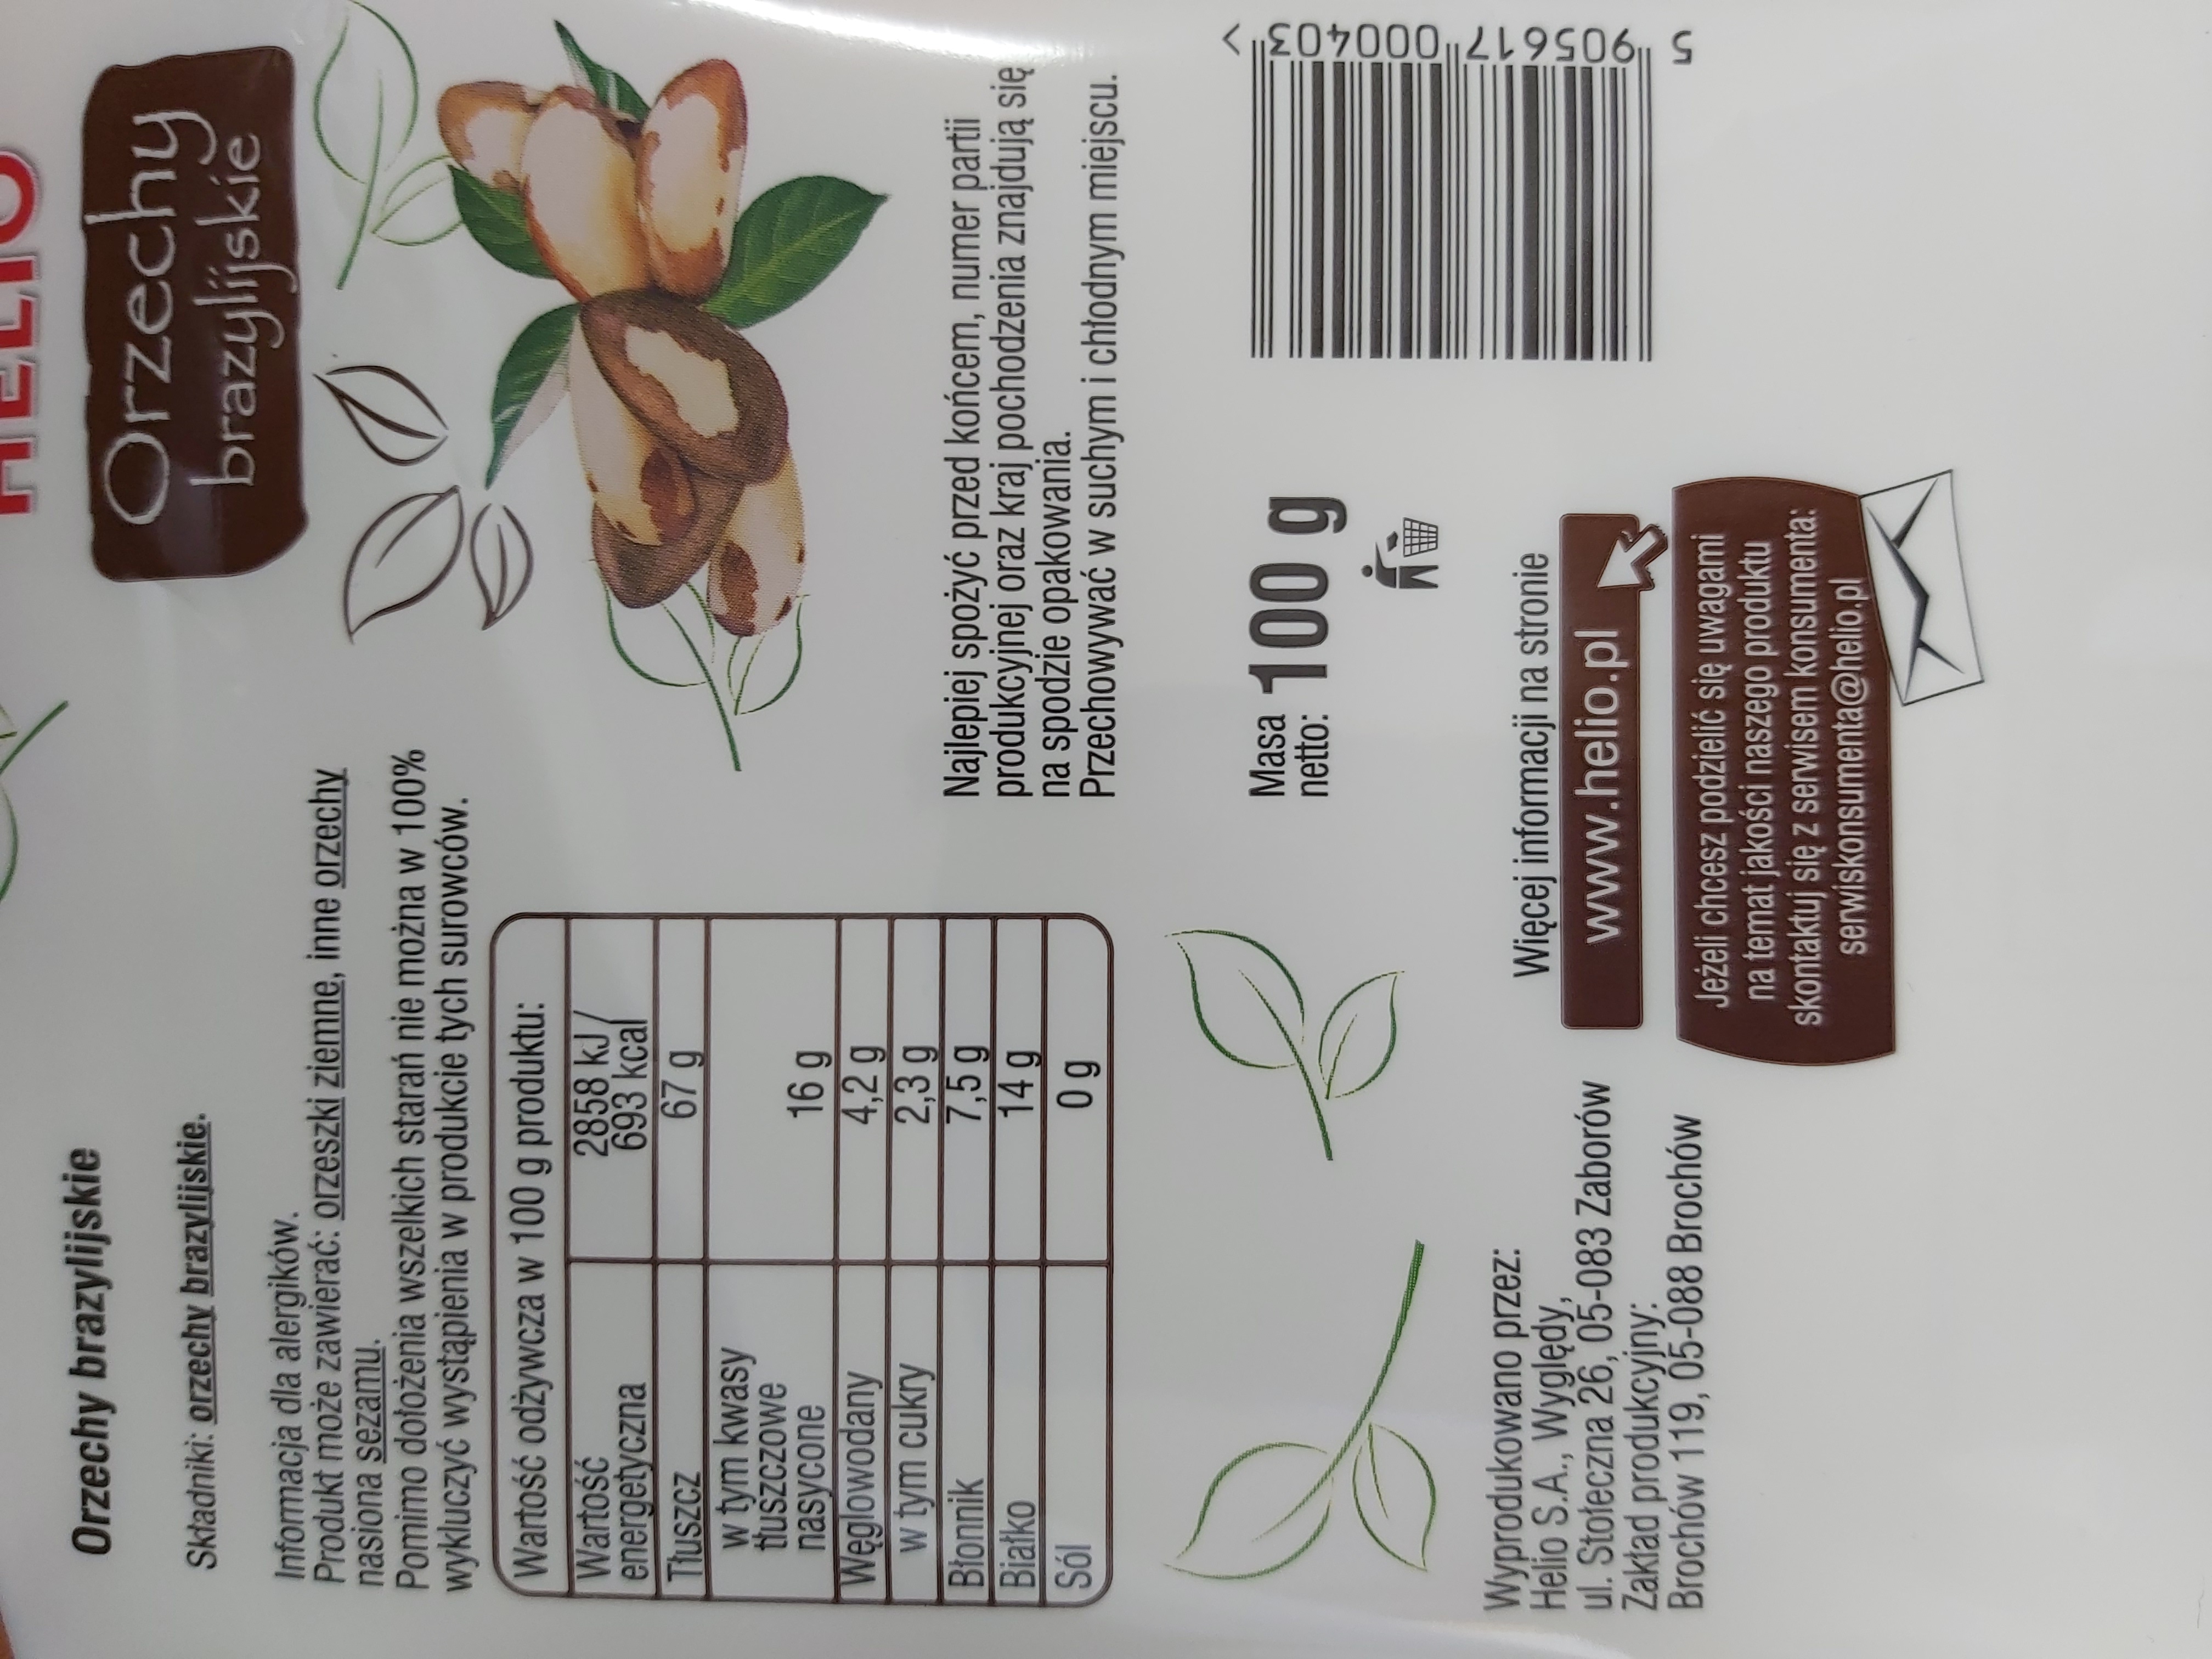 HELIO
Orzechy
brazylijskie
Orzechy brazylijskie
Składniki: orzechy brazylijskie.
Informacja dla alergików.
Produkt może zawierać: orzeszki ziemne, inne orzechy
nasiona sezamu.
Pomimo dołożenia wszelkich starań nie można w 100%
wykluczyć wystąpienia w produkcie tych surowców.
Wartość odżywcza w 100 g produktu:
Wartość
energetyczna
2858 kJ/
693 kcal
Tłuszcz 67 g
w tym kwasy
tłuszczowe
nasycone 16 g
Węglowodany 4,2 g
w tym cukry 2,3 g
Błonnik 7,5 g
Białko 14 g
Sól 0 g
Najlepiej spożyć przed końcem, numer partii
produkcyjnej oraz kraj pochodzenia znajdują się
na spodzie opakowania.
Przechowywać w suchym i chłodnym miejscu.
Masa
netto: 100 g
5 905617 000403 >
Wyprodukowano przez:
Helio S.A., Wyględy,
ul. Stołeczna 26, 05-083 Zaborów
Zakład produkcyjny:
Brochów 119, 05-088 Brochów
Więcej informacji na stronie
www.helio.pl
Jeżeli chcesz podzielić się uwagami
na temat jakości naszego produktu
skontaktuj się z serwisem konsumenta:
serwiskonsumenta@helio.pl